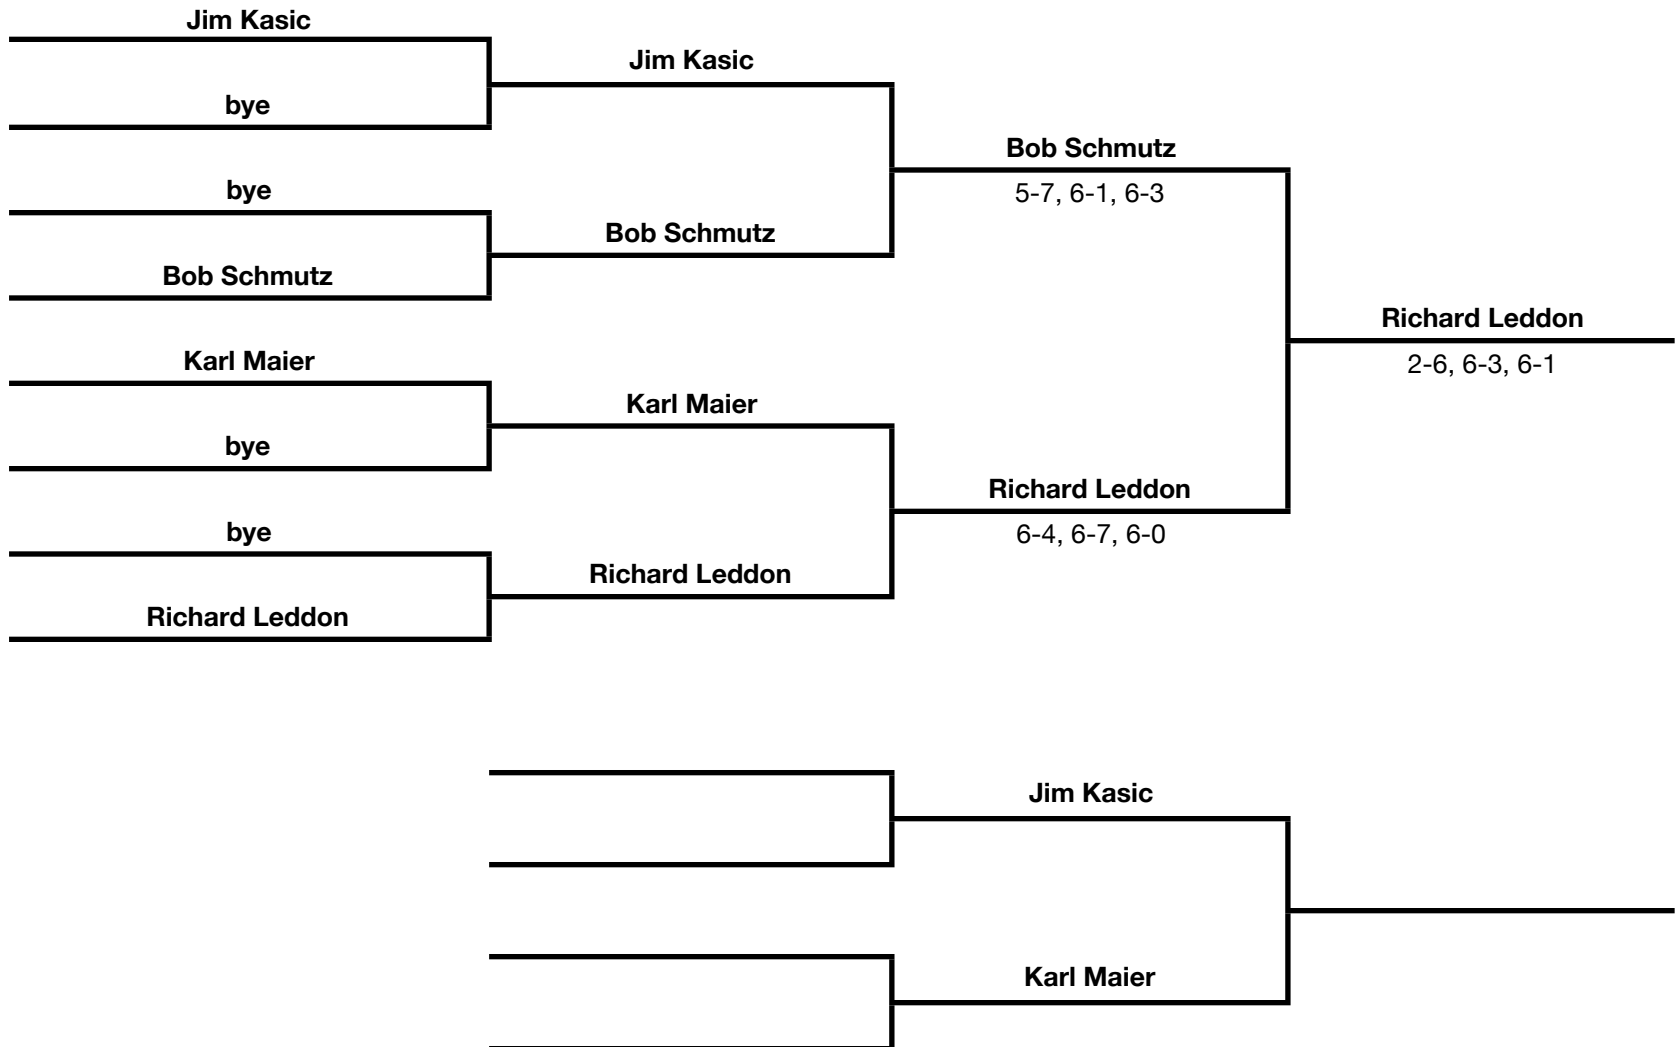 Jim Kasic
bye
bye
Bob Schmutz
Karl Maier
bye
bye
Richard Leddon
Jim Kasic
Bob Schmutz
Karl Maier
Richard Leddon
Bob Schmutz
5-7, 6-1, 6-3
Richard Leddon
6-4, 6-7, 6-0
Richard Leddon
2-6, 6-3, 6-1
Jim Kasic
Karl Maier